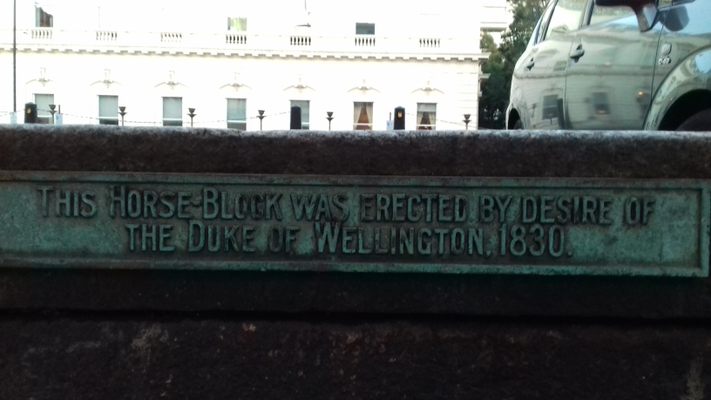 THIS HORSE-BLOCK WAS ERECTED BY DESIRE OF
THE DUKE OF WELLINGTON, 1830.